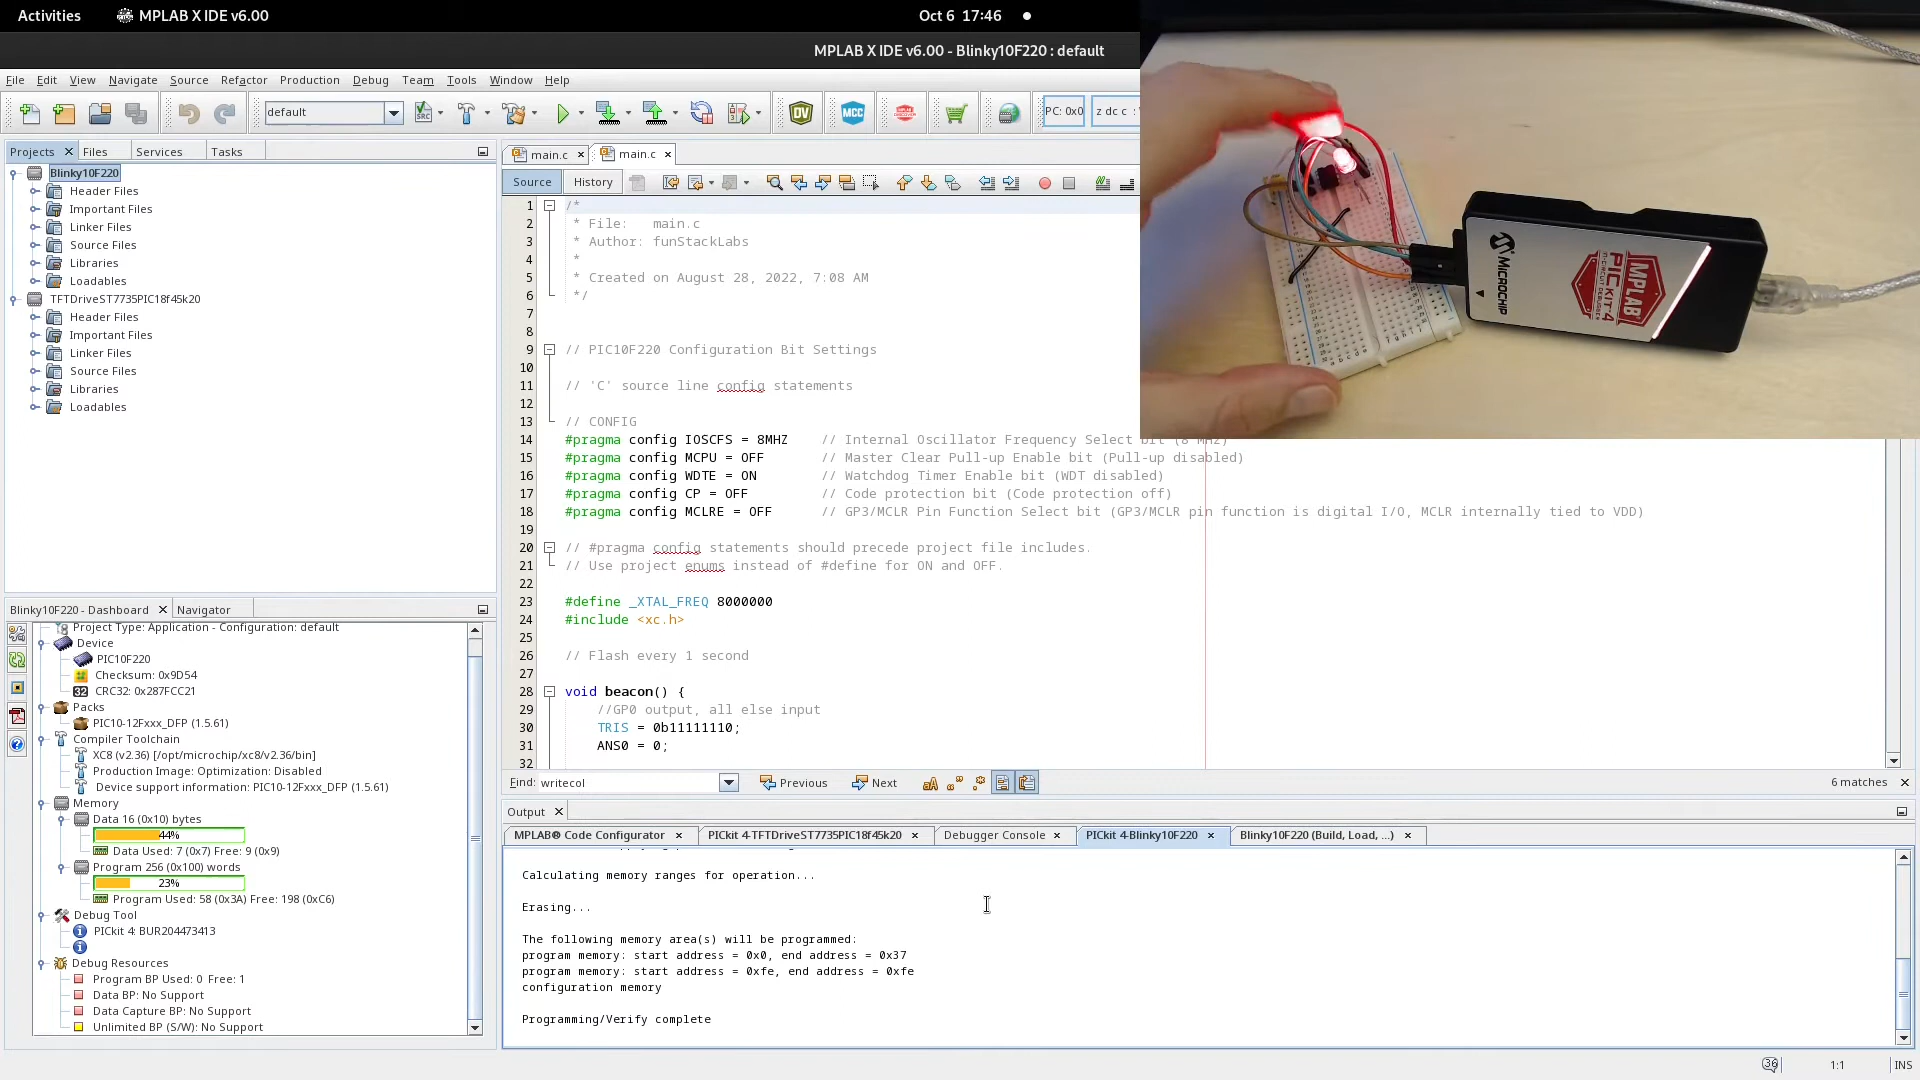 Activities
MPLAB X IDE v6.00
Oct 6 17:46
MPLAB X IDE v6.00 - Blinky10F220 : default
File Edit View Navigate Source Refactor Production Debug Team Tools Window Help
default
DV
MCC
PC: 0x0
z dc c :
Projects
Files
Services
Tasks
Blinky10F220
Header Files
Important Files
Linker Files
Source Files
Libraries
Loadables
TFTDriveST7735PIC18f45k20
Header Files
Important Files
Linker Files
Source Files
Libraries
Loadables
main.c
main.c
Source
History
1 /*
2 * File:   main.c
3 * Author: funStackLabs
4 *
5 * Created on August 28, 2022, 7:08 AM
6 */
7
8
9 // PIC10F220 Configuration Bit Settings
10
11 // 'C' source line config statements
12
13 // CONFIG
14 #pragma config IOSCFS = 8MHZ    // Internal Oscillator Frequency Select bit (8 MHz)
15 #pragma config MCPU = OFF       // Master Clear Pull-up Enable bit (Pull-up disabled)
16 #pragma config WDTE = ON        // Watchdog Timer Enable bit (WDT disabled)
17 #pragma config CP = OFF         // Code protection bit (Code protection off)
18 #pragma config MCLRE = OFF      // GP3/MCLR Pin Function Select bit (GP3/MCLR pin function is digital I/O, MCLR internally tied to VDD)
19
20 // #pragma config statements should precede project file includes.
21 // Use project enums instead of #define for ON and OFF.
22
23 #define _XTAL_FREQ 8000000
24 #include <xc.h>
25
26 // Flash every 1 second
27
28 void beacon() {
29     //GP0 output, all else input
30     TRIS = 0b11111110;
31     ANS0 = 0;
32
Find: writecol
Previous
Next
6 matches
MICROCHIP
MPLAB
PICkit 4
Blinky10F220 - Dashboard
Navigator
Project Type: Application - Configuration: default
Device
PIC10F220
Checksum: 0x9D54
32 CRC32: 0x287FCC21
Packs
PIC10-12Fxxx_DFP (1.5.61)
Compiler Toolchain
XC8 (v2.36) [/opt/microchip/xc8/v2.36/bin]
Production Image: Optimization: Disabled
Device support information: PIC10-12Fxxx_DFP (1.5.61)
Memory
Data 16 (0x10) bytes
44%
Data Used: 7 (0x7) Free: 9 (0x9)
Program 256 (0x100) words
23%
Program Used: 58 (0x3A) Free: 198 (0xC6)
Debug Tool
PICkit 4: BUR204473413
Debug Resources
Program BP Used: 0 Free: 1
Data BP: No Support
Data Capture BP: No Support
Unlimited BP (S/W): No Support
Output
MPLAB® Code Configurator
PICkit 4-TFTDriveST7735PIC18f45k20
Debugger Console
PICkit 4-Blinky10F220
Blinky10F220 (Build, Load, ...)
Calculating memory ranges for operation...
Erasing...
The following memory area(s) will be programmed:
program memory: start address = 0x0, end address = 0x37
program memory: start address = 0xfe, end address = 0xfe
configuration memory
Programming/Verify complete
36
1:1
INS